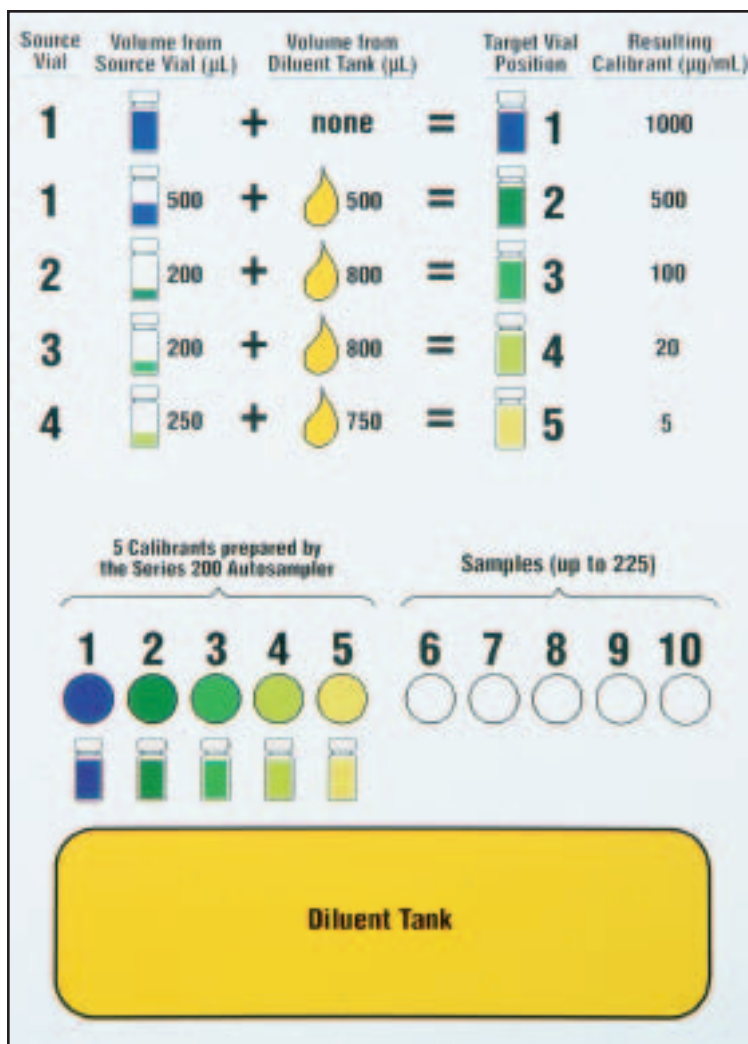 Source Volume from Volume from Target Vial Resulting
Vial Source Vial (µL) Diluent Tank (µL) Position Calibrant (µg/mL)
1 + none = 1 1000
1 500 + 500 = 2 500
2 200 + 800 = 3 100
3 200 + 800 = 4 20
4 250 + 750 = 5 5
5 Calibrants prepared by
the Series 200 Autosampler
Samples (up to 225)
1 2 3 4 5 6 7 8 9 10
Diluent Tank